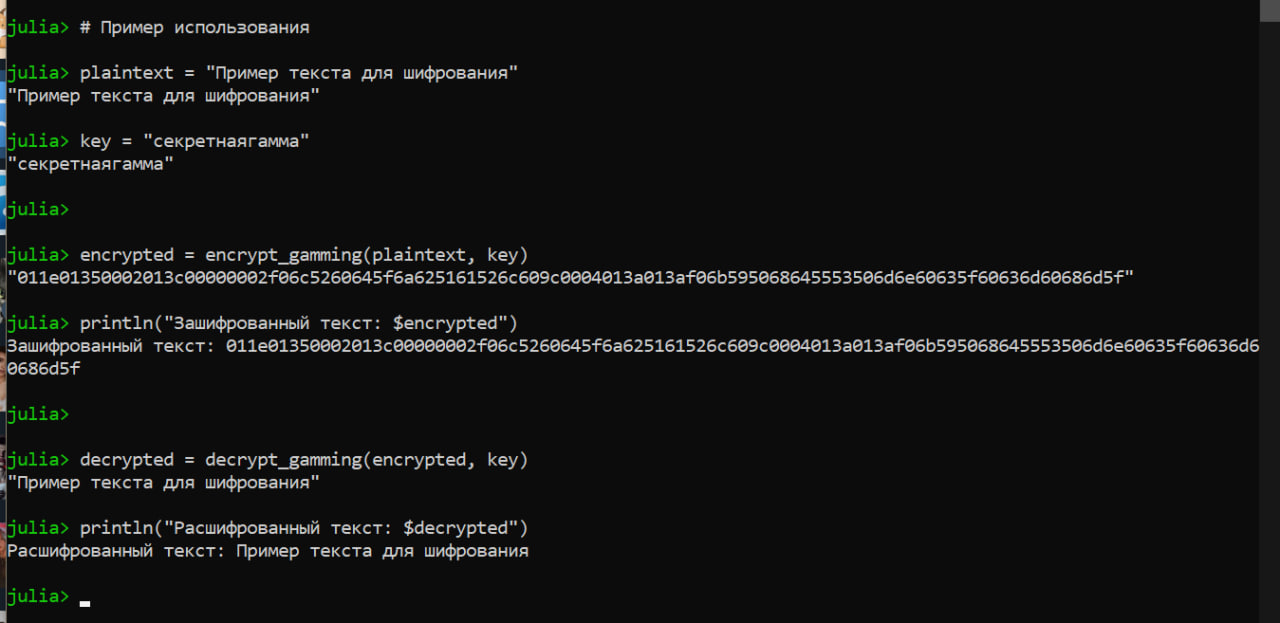 julia> # Пример использования
julia> plaintext = "Пример текста для шифрования"
"Пример текста для шифрования"
julia> key = "секретнаягамма"
"секретнаягамма"
julia>
julia> encrypted = encrypt_gamming(plaintext, key)
"011e01350002013c00000002f06c5260645f6a625161526c609c0004013a013af06b595068645553506d6e60635f60636d60686d5f"
julia> println("Зашифрованный текст: $encrypted")
Зашифрованный текст: 011e01350002013c00000002f06c5260645f6a625161526c609c0004013a013af06b595068645553506d6e60635f60636d6
0686d5f
julia>
julia> decrypted = decrypt_gamming(encrypted, key)
"Пример текста для шифрования"
julia> println("Расшифрованный текст: $decrypted")
Расшифрованный текст: Пример текста для шифрования
julia>